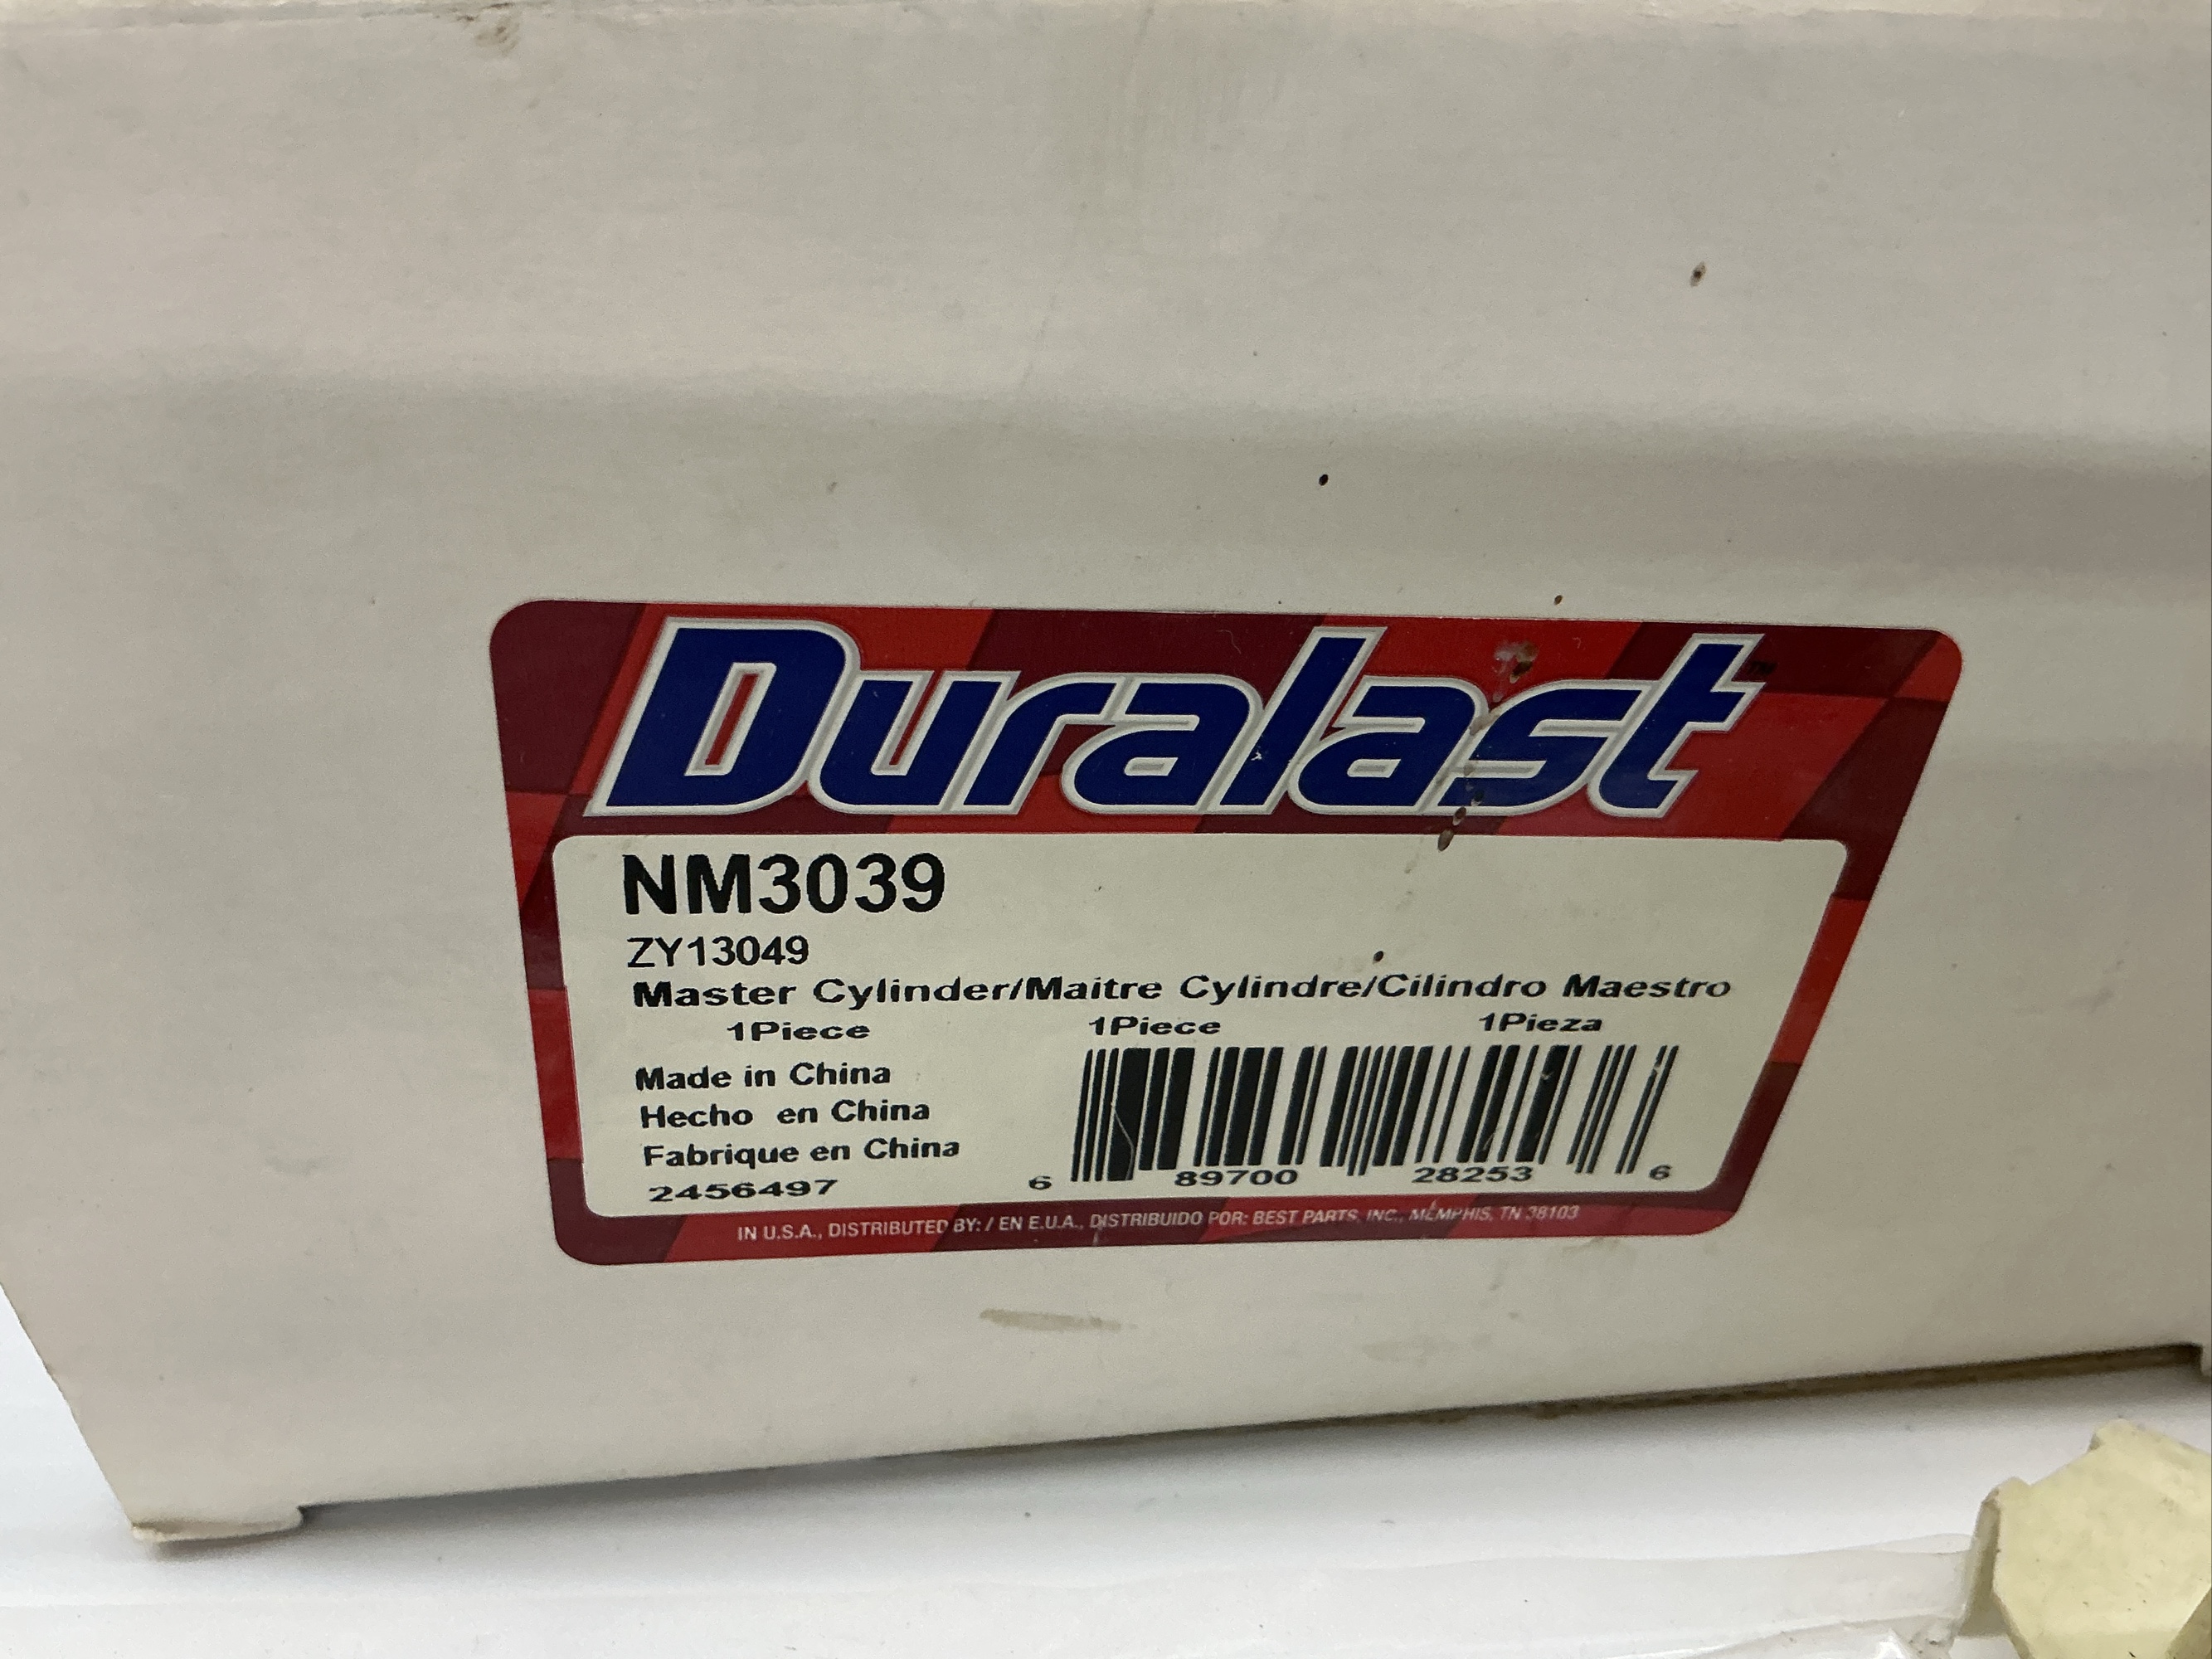 Duralast™
NM3039
ZY13049
Master Cylinder/Maitre Cylindre/Cilindro Maestro
1Piece 1Piece 1Pieza
Made in China
Hecho en China
Fabrique en China
2456497
6 89700 28253 6
IN U.S.A., DISTRIBUTED BY: / EN E.U.A., DISTRIBUIDO POR: BEST PARTS, INC., MEMPHIS, TN 38103